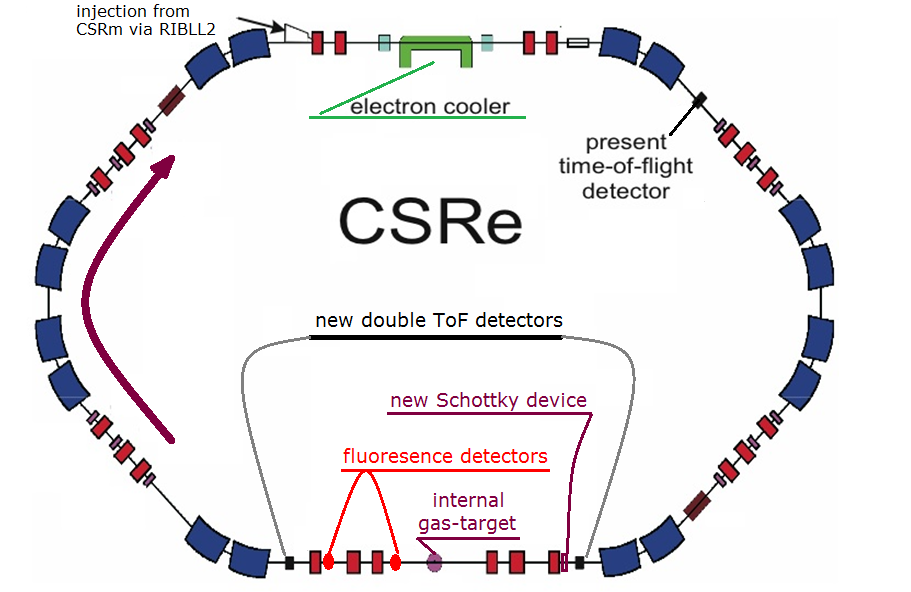 injection from
CSRm via RIBLL2
electron cooler
present
time-of-flight
detector
CSRe
new double ToF detectors
new Schottky device
fluoresence detectors
internal
gas-target